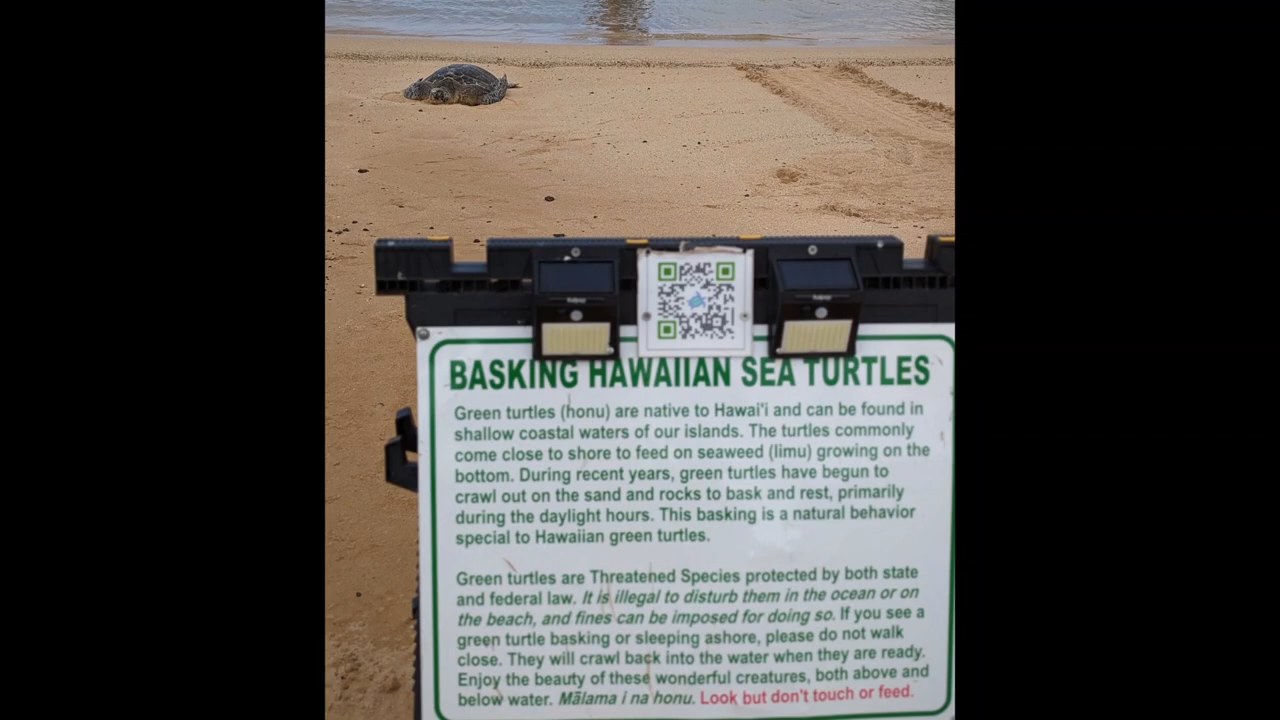 BASKING HAWAIIAN SEA TURTLES
Green turtles (honu) are native to Hawai'i and can be found in
shallow coastal waters of our islands. The turtles commonly
come close to shore to feed on seaweed (limu) growing on the
bottom. During recent years, green turtles have begun to
crawl out on the sand and rocks to bask and rest, primarily
during the daylight hours. This basking is a natural behavior
special to Hawaiian green turtles.
Green turtles are Threatened Species protected by both state
and federal law. It is illegal to disturb them in the ocean or on
the beach, and fines can be imposed for doing so. If you see a
green turtle basking or sleeping ashore, please do not walk
close. They will crawl back into the water when they are ready.
Enjoy the beauty of these wonderful creatures, both above and
below water. Mālama i na honu. Look but don't touch or feed.